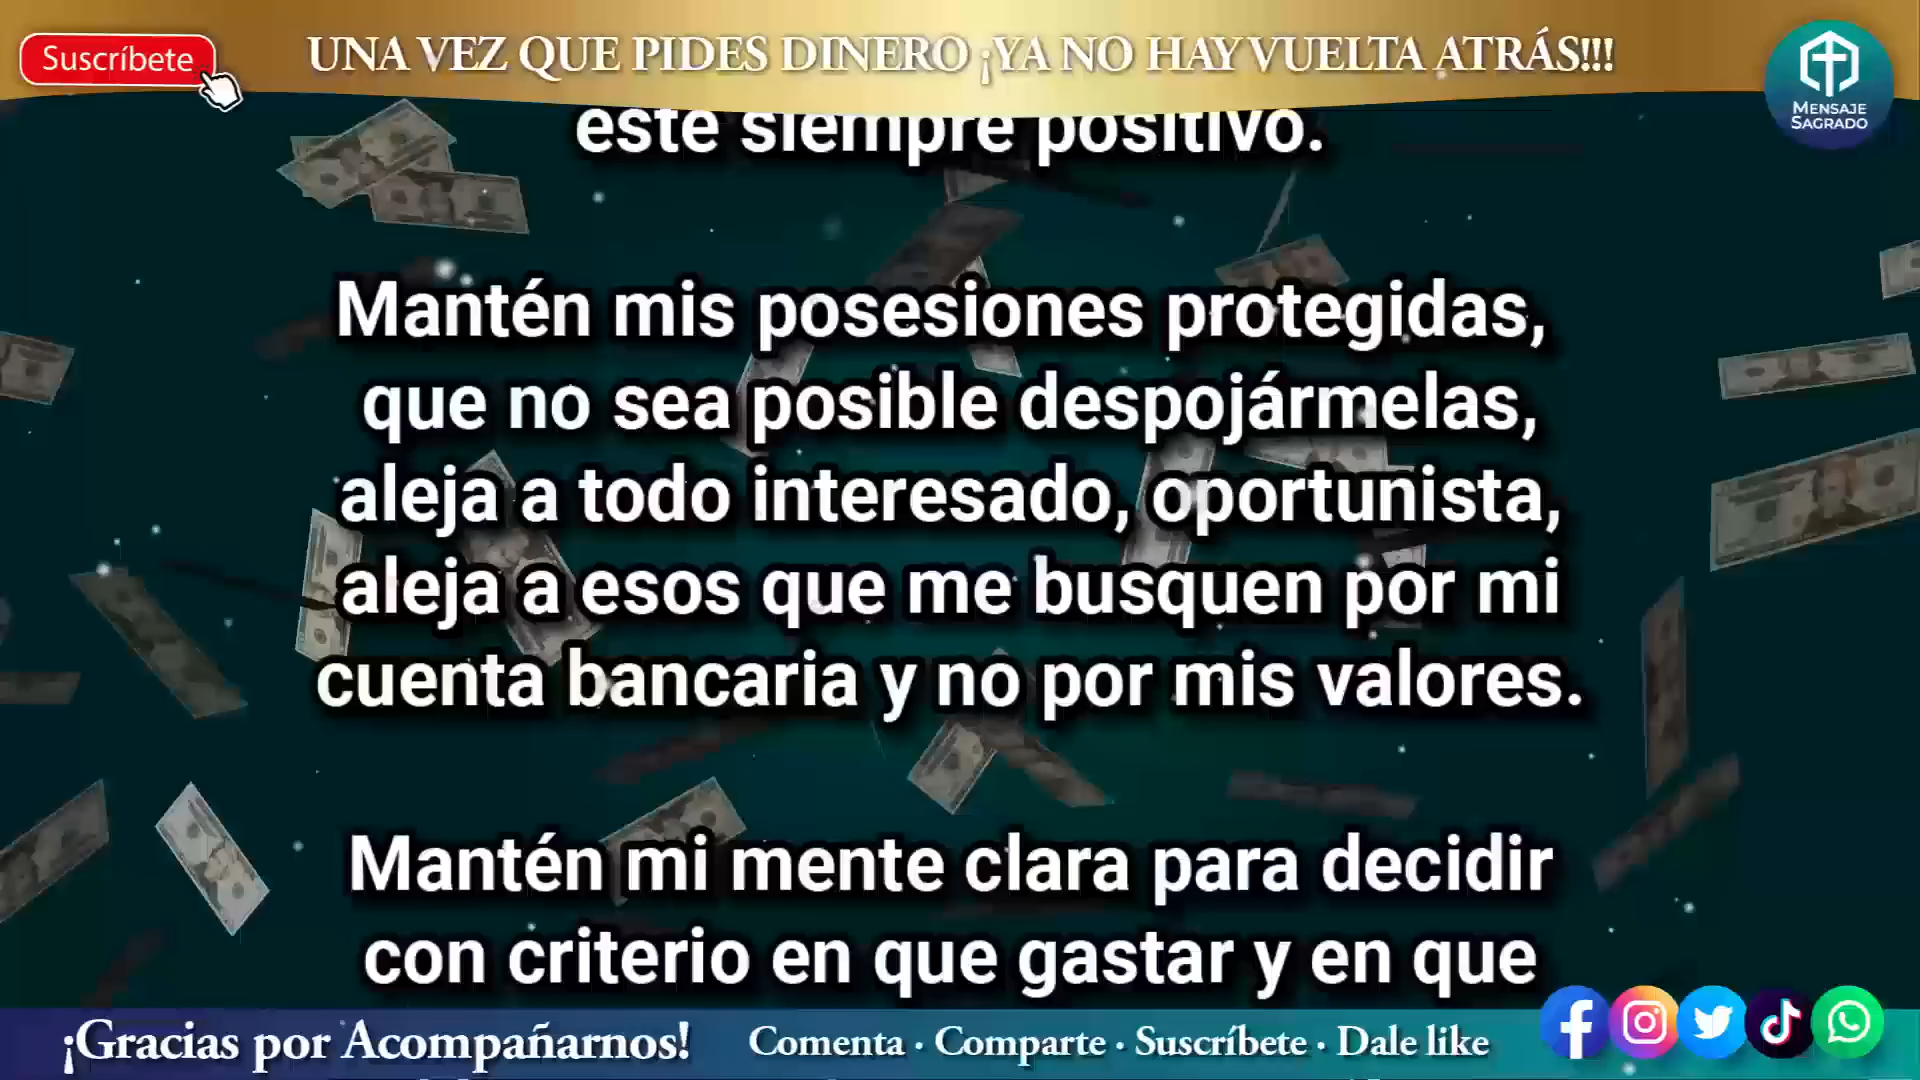 Suscríbete
UNA VEZ QUE PIDES DINERO ¡YA NO HAY VUELTA ATRÁS!!!
MENSAJE
SAGRADO
este siempre positivo.
Mantén mis posesiones protegidas,
que no sea posible despojármelas,
aleja a todo interesado, oportunista,
aleja a esos que me busquen por mi
cuenta bancaria y no por mis valores.
Mantén mi mente clara para decidir
con criterio en que gastar y en que
¡Gracias por Acompañarnos!
Comenta · Comparte · Suscríbete · Dale like